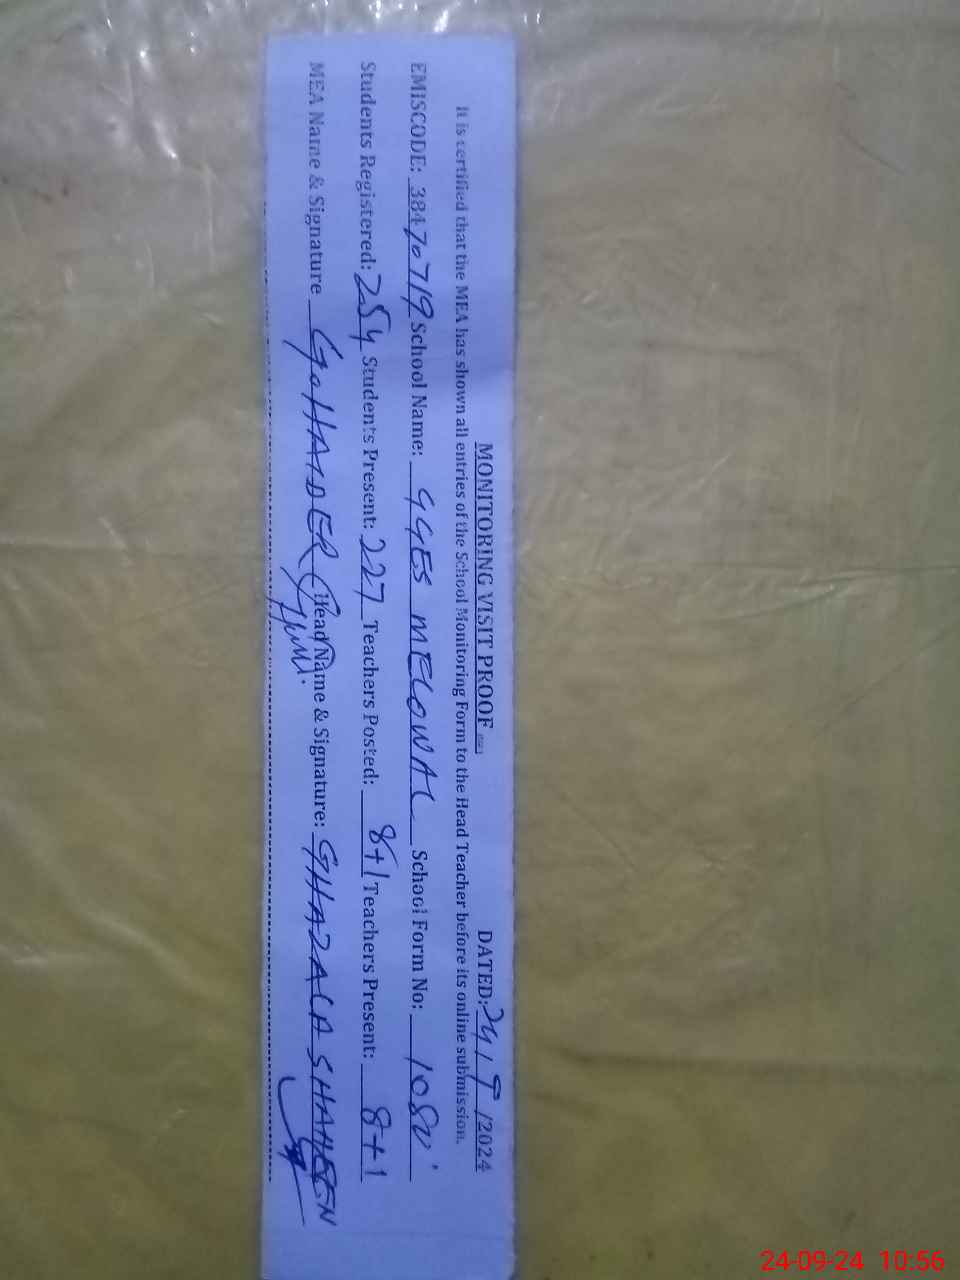 MONITORING VISIT PROOF DATED: 24/9/2024
It is certified that the MEA has shown all entries of the School Monitoring Form to the Head Teacher before its online submission.
EMISCODE: 38470719 School Name: GGES MELOWAL School Form No:
Students Registered: 254 Students Present: 227 Teachers Posted: 8+1 Teachers Present: 8+1
MEA Name & Signature G. HAIDER Head Name & Signature: GHAZALA SHAHEEN
24-09-24 10:56